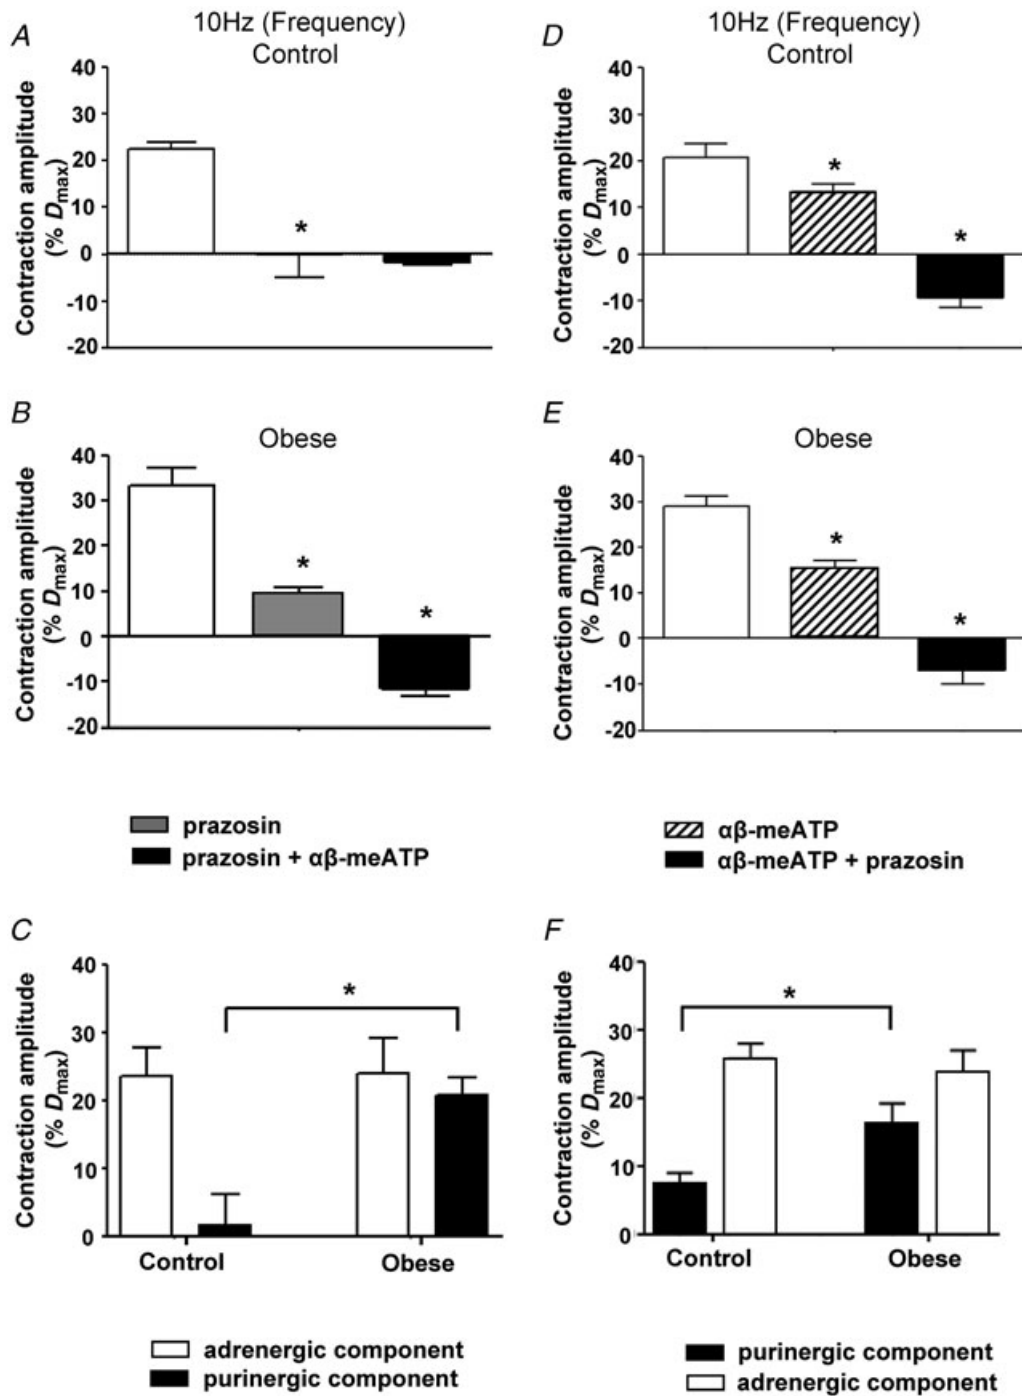 A
10Hz (Frequency)
Control
Contraction amplitude
(% Dmax)
40
30
20
10
0
-10
-20
*
D
10Hz (Frequency)
Control
Contraction amplitude
(% Dmax)
40
30
20
10
0
-10
-20
*
*
B
Obese
Contraction amplitude
(% Dmax)
40
30
20
10
0
-10
-20
*
*
E
Obese
Contraction amplitude
(% Dmax)
40
30
20
10
0
-10
-20
*
*
prazosin
prazosin + αβ-meATP
αβ-meATP
αβ-meATP + prazosin
C
Contraction amplitude
(% Dmax)
40
30
20
10
0
*
Control
Obese
adrenergic component
purinergic component
F
Contraction amplitude
(% Dmax)
40
30
20
10
0
*
Control
Obese
purinergic component
adrenergic component